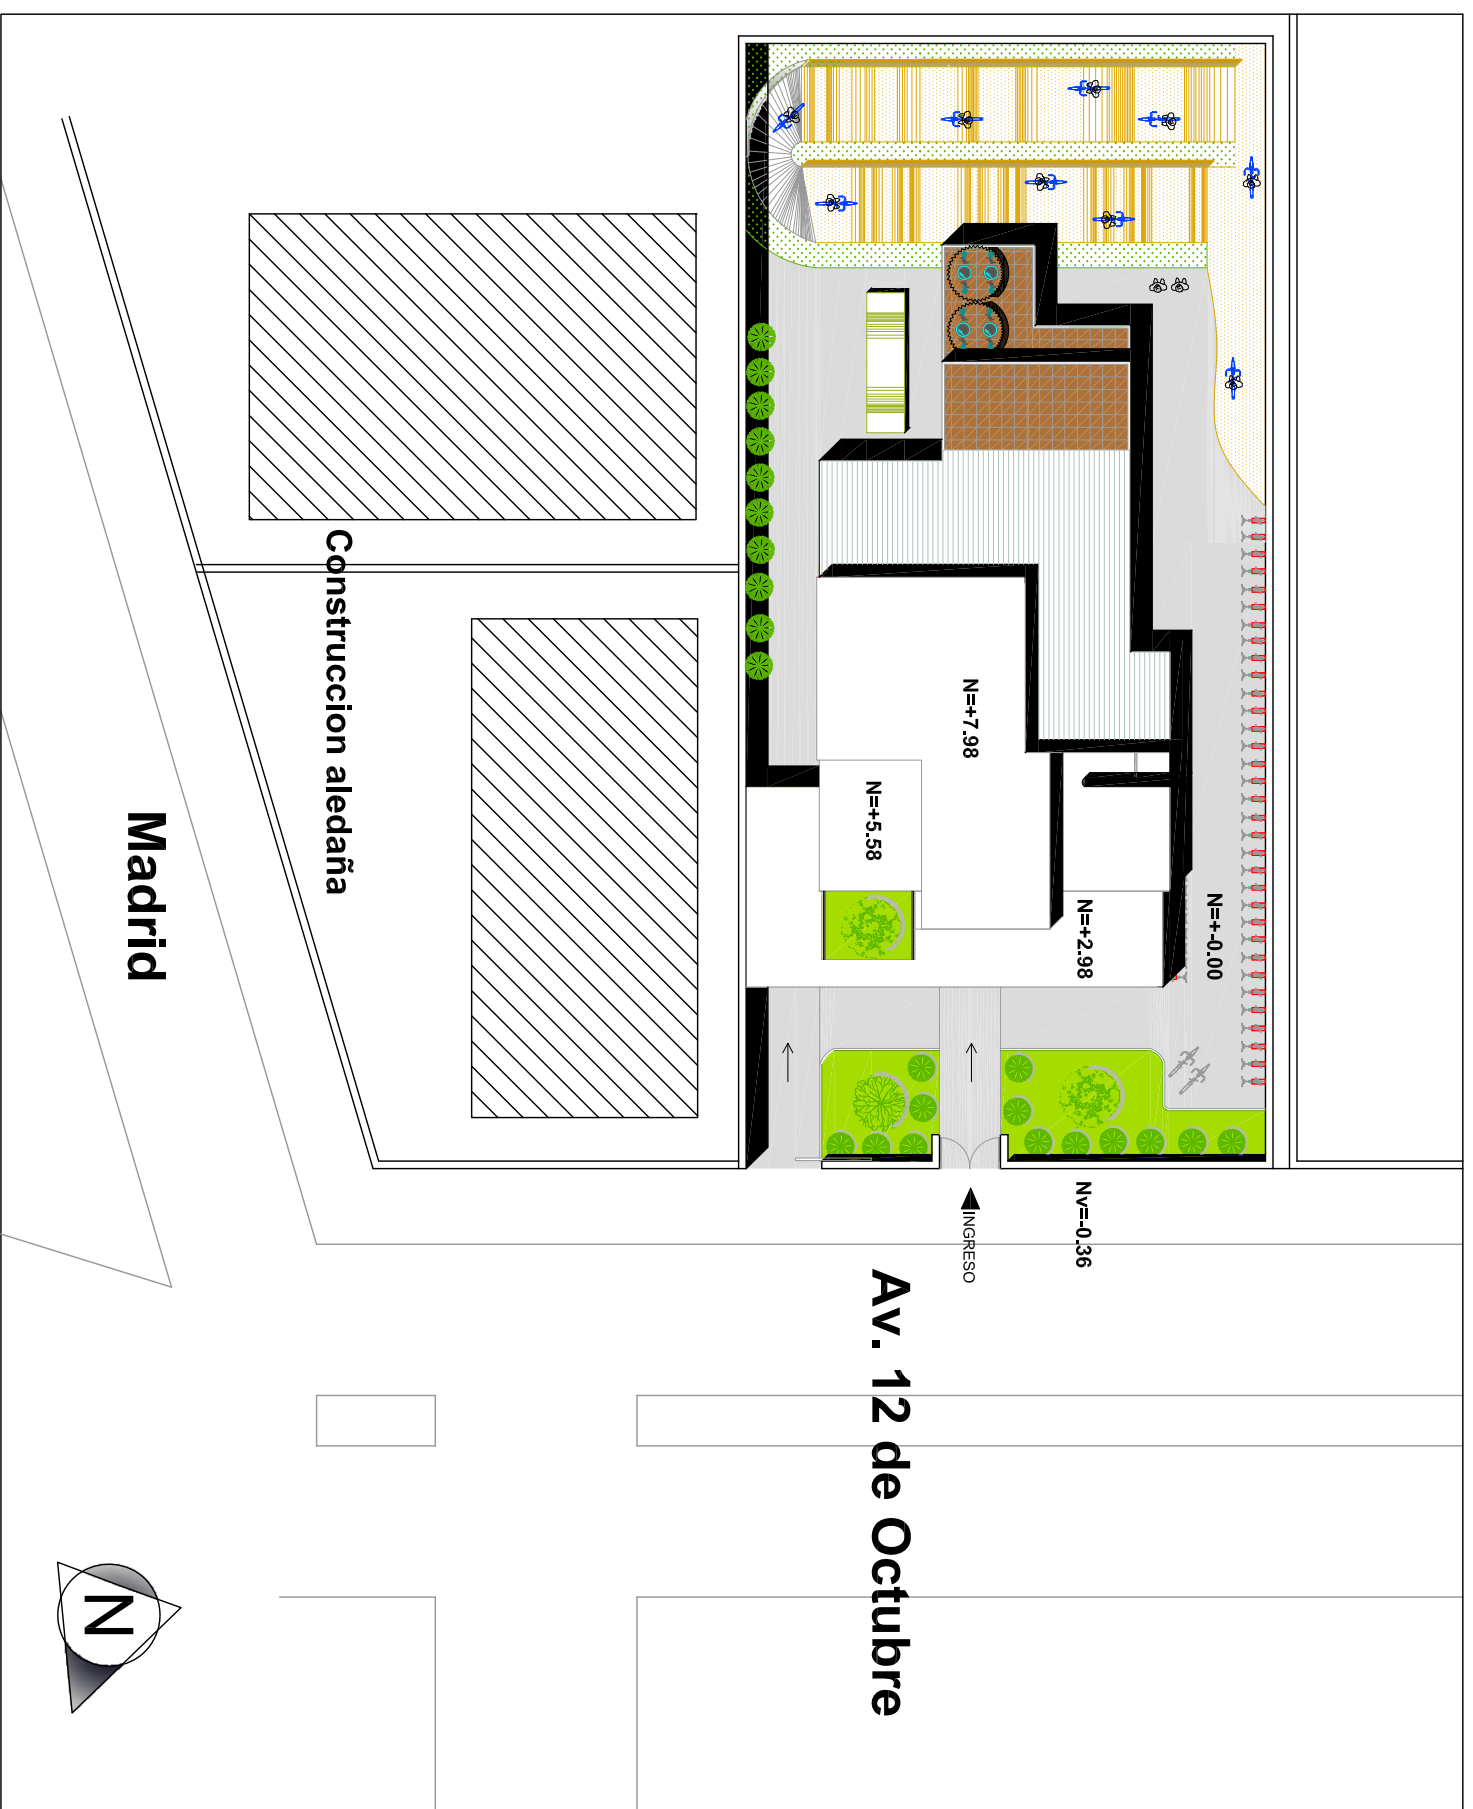 N=+-0.00
N=+2.98
Nv=-0.36
N=+7.98
INGRESO
N=+5.58
Av. 12 de Octubre
Construccion aledaña
Madrid
N